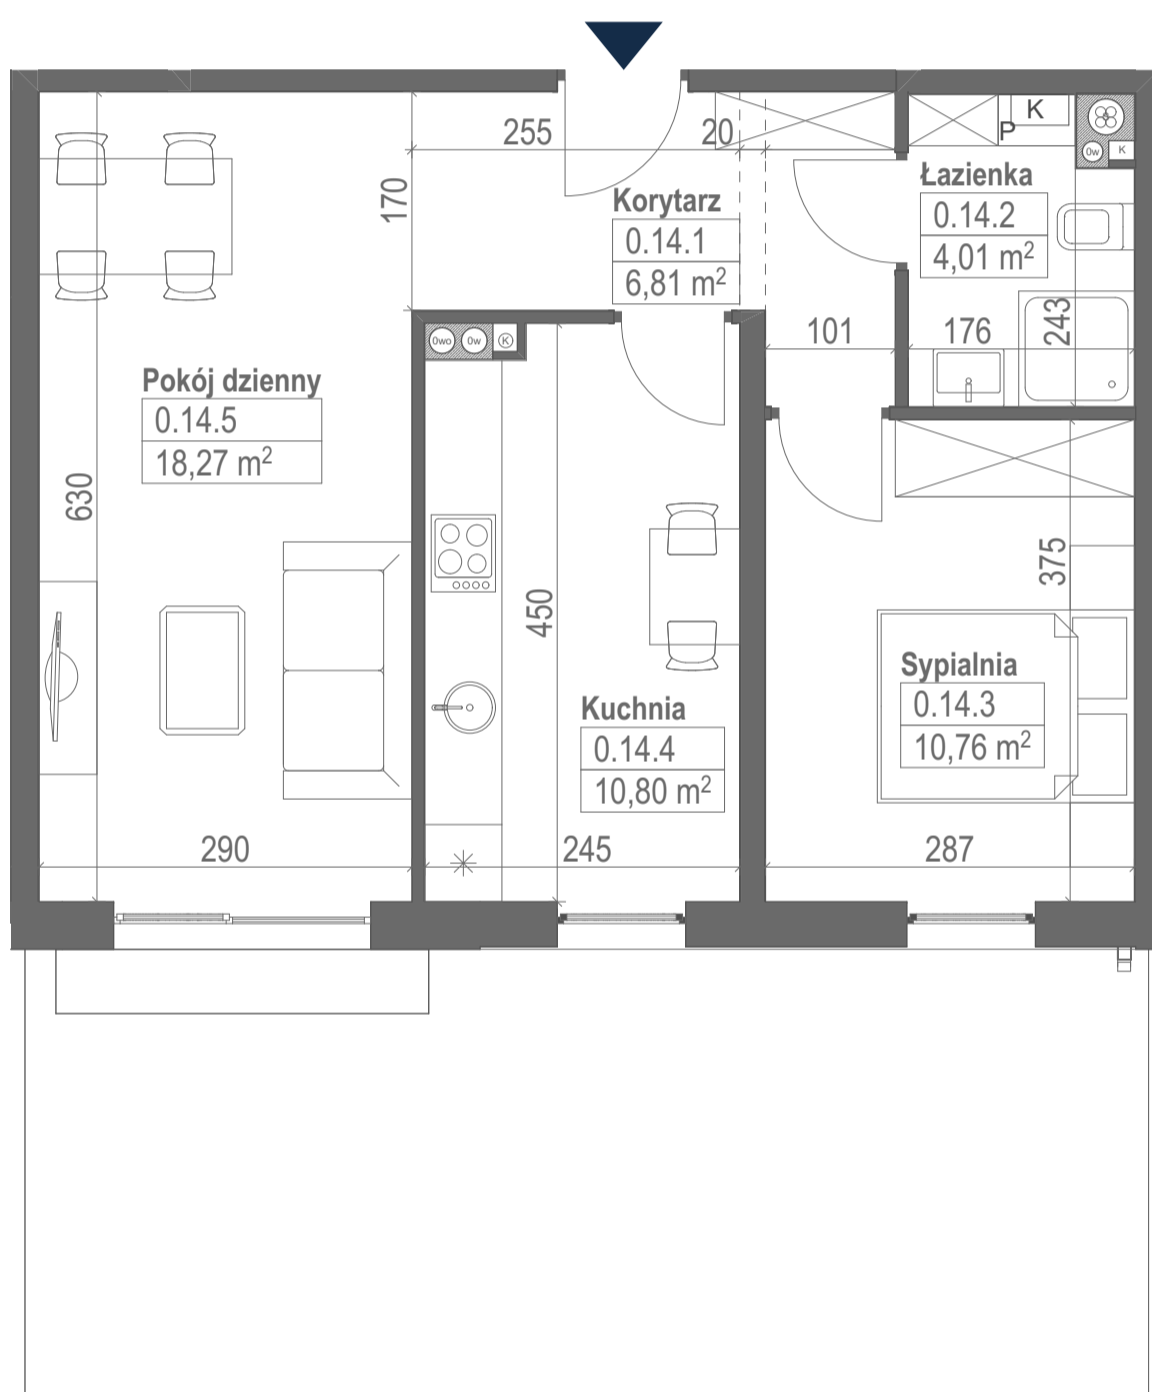 255
20
170
Korytarz
0.14.1
6,81 m²
K
P
0w
K
Łazienka
0.14.2
4,01 m²
101
176
243
0wo
0w
K
Pokój dzienny
0.14.5
18,27 m²
630
450
375
Kuchnia
0.14.4
10,80 m²
Sypialnia
0.14.3
10,76 m²
290
245
287